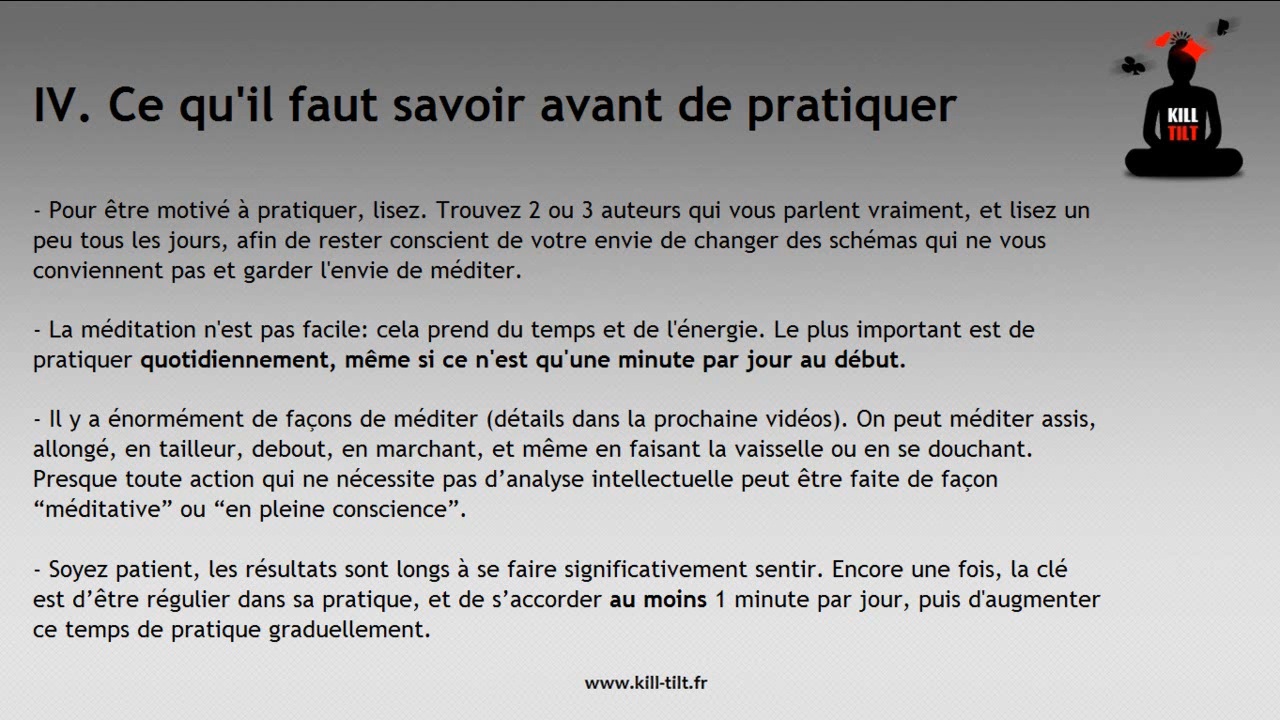 IV. Ce qu'il faut savoir avant de pratiquer
KILL
TILT
- Pour être motivé à pratiquer, lisez. Trouvez 2 ou 3 auteurs qui vous parlent vraiment, et lisez un
peu tous les jours, afin de rester conscient de votre envie de changer des schémas qui ne vous
conviennent pas et garder l'envie de méditer.
- La méditation n'est pas facile: cela prend du temps et de l'énergie. Le plus important est de
pratiquer quotidiennement, même si ce n'est qu'une minute par jour au début.
- Il y a énormément de façons de méditer (détails dans la prochaine vidéos). On peut méditer assis,
allongé, en tailleur, debout, en marchant, et même en faisant la vaisselle ou en se douchant.
Presque toute action qui ne nécessite pas d’analyse intellectuelle peut être faite de façon
“méditative” ou “en pleine conscience”.
- Soyez patient, les résultats sont longs à se faire significativement sentir. Encore une fois, la clé
est d’être régulier dans sa pratique, et de s’accorder au moins 1 minute par jour, puis d'augmenter
ce temps de pratique graduellement.
www.kill-tilt.fr